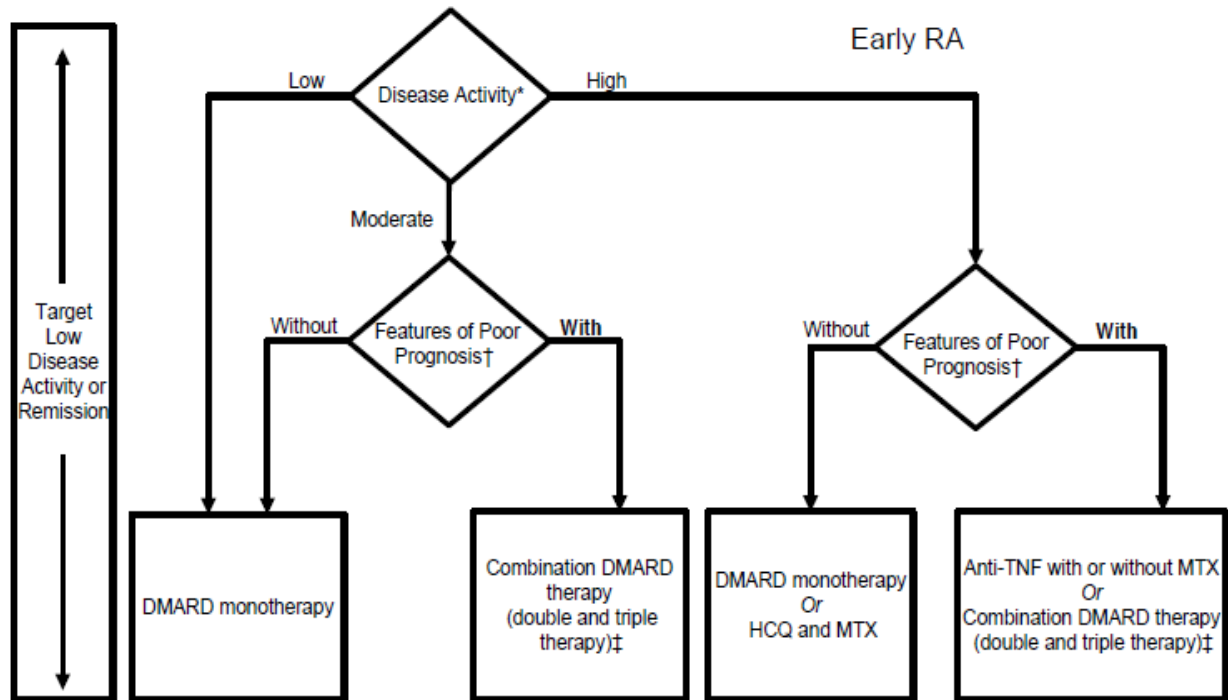 Early RA
Low
Disease Activity*
High
Moderate
Target
Low
Disease
Activity or
Remission
Without
Features of Poor
Prognosis†
With
Without
Features of Poor
Prognosis†
With
DMARD monotherapy
Combination DMARD
therapy
(double and triple
therapy)‡
DMARD monotherapy
Or
HCQ and MTX
Anti-TNF with or without MTX
Or
Combination DMARD therapy
(double and triple therapy)‡